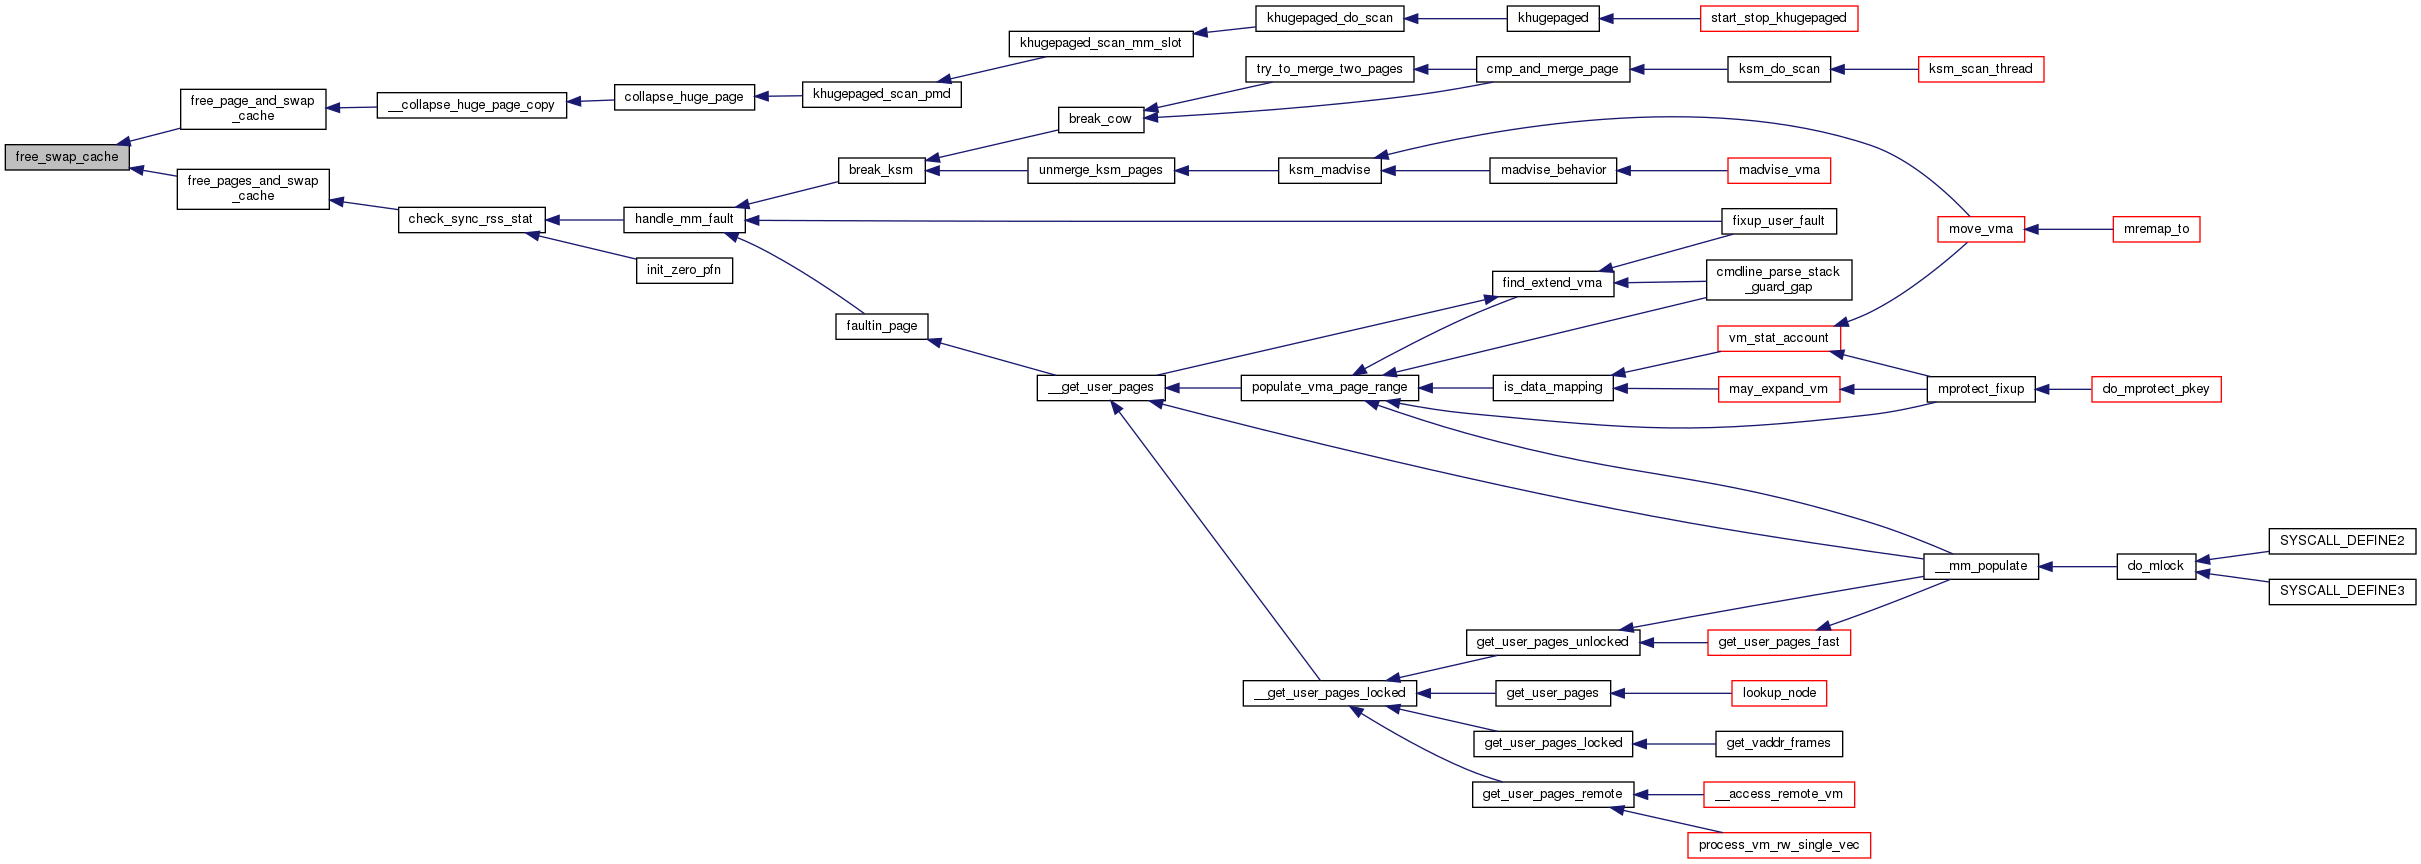 khugepaged_do_scan
khugepaged
start_stop_khugepaged
khugepaged_scan_mm_slot
try_to_merge_two_pages
cmp_and_merge_page
ksm_do_scan
ksm_scan_thread
free_page_and_swap
_cache
__collapse_huge_page_copy
collapse_huge_page
khugepaged_scan_pmd
break_cow
free_swap_cache
break_ksm
unmerge_ksm_pages
ksm_madvise
madvise_behavior
madvise_vma
free_pages_and_swap
_cache
check_sync_rss_stat
handle_mm_fault
fixup_user_fault
move_vma
mremap_to
init_zero_pfn
find_extend_vma
cmdline_parse_stack
_guard_gap
faultin_page
vm_stat_account
__get_user_pages
populate_vma_page_range
is_data_mapping
may_expand_vm
mprotect_fixup
do_mprotect_pkey
SYSCALL_DEFINE2
__mm_populate
do_mlock
SYSCALL_DEFINE3
get_user_pages_unlocked
get_user_pages_fast
__get_user_pages_locked
get_user_pages
lookup_node
get_user_pages_locked
get_vaddr_frames
get_user_pages_remote
__access_remote_vm
process_vm_rw_single_vec